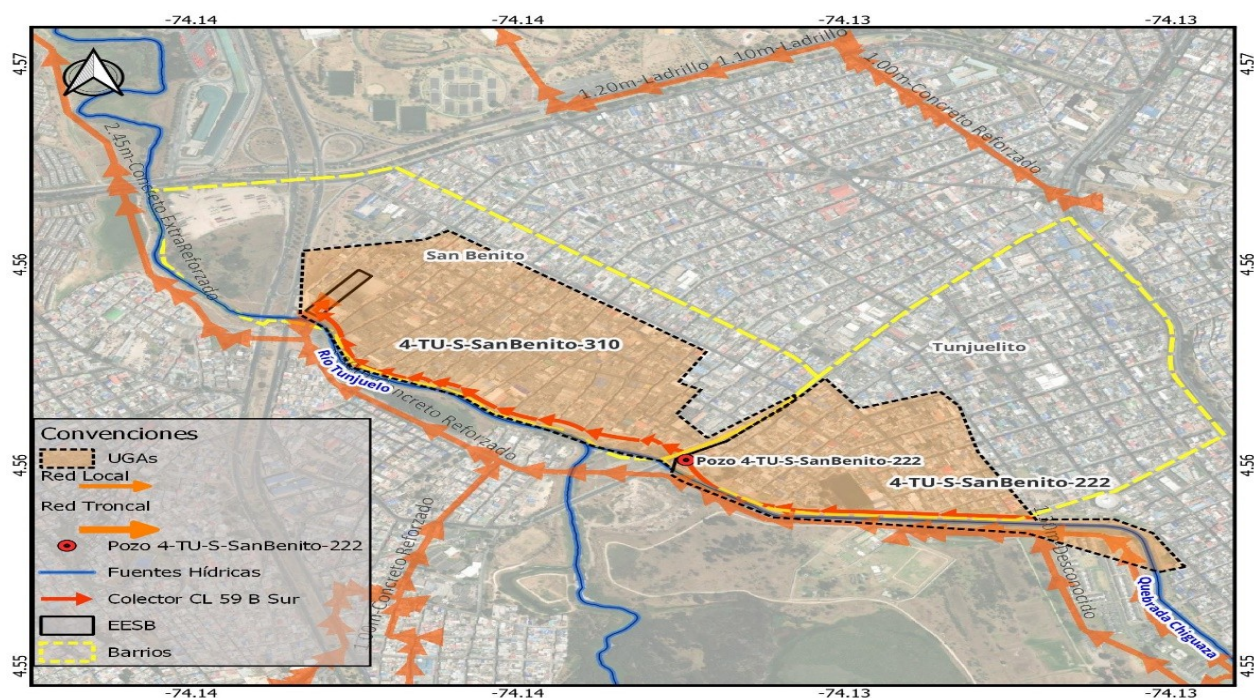 -74.14
-74.14
-74.13
-74.13
4.57
4.57
1.20m-Ladrillo
1.10m-Ladrillo
1.00m-Concreto Reforzado
2.45m-Concreto ExtraReforzado
San Benito
4.56
4.56
4-TU-S-SanBenito-310
Tunjuelito
Río Tunjuelo
Concreto Reforzado
Pozo 4-TU-S-SanBenito-222
4-TU-S-SanBenito-222
4.56
4.56
Desconocido
Quebrada Chiguaza
1.00m-Concreto Reforzado
Convenciones
UGAs
Red Local
Red Troncal
Pozo 4-TU-S-SanBenito-222
Fuentes Hídricas
Colector CL 59 B Sur
EESB
Barrios
4.55
4.55
-74.14
-74.14
-74.13
-74.13